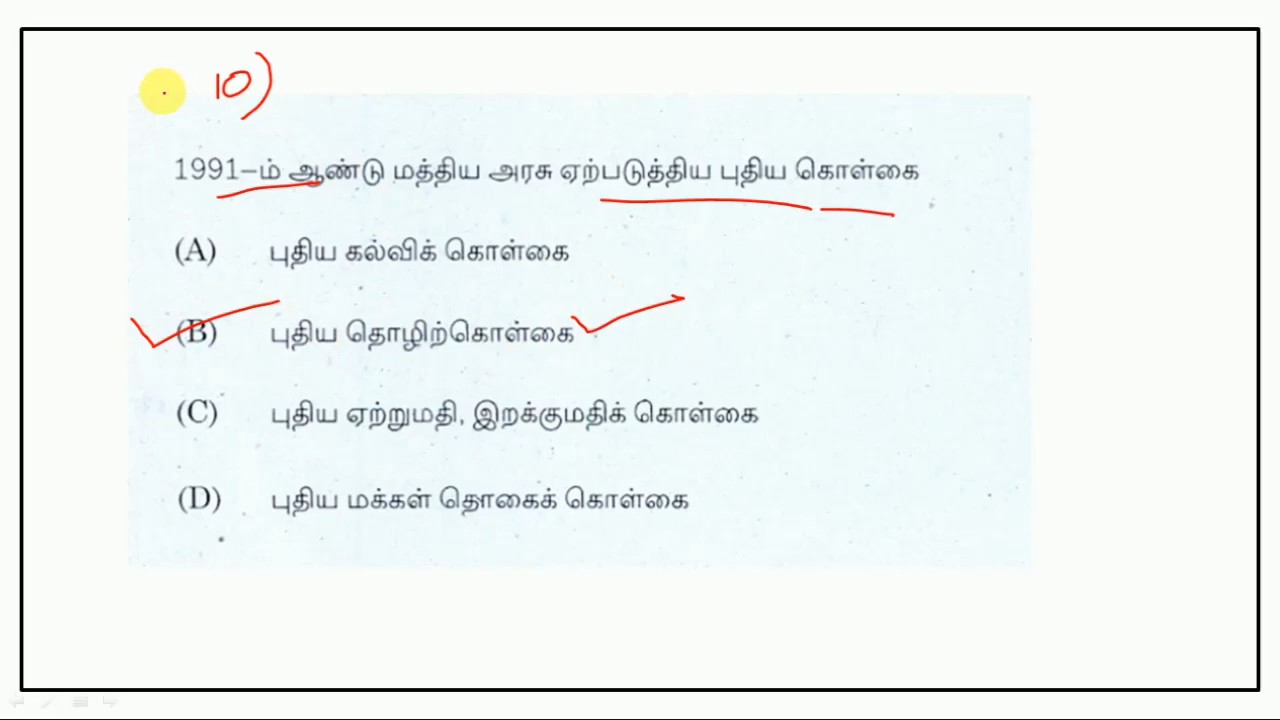 10)
1991–ம் ஆண்டு மத்திய அரசு ஏற்படுத்திய புதிய கொள்கை
(A) புதிய கல்விக் கொள்கை
(B) புதிய தொழிற்கொள்கை
(C) புதிய ஏற்றுமதி, இறக்குமதிக் கொள்கை
(D) புதிய மக்கள் தொகைக் கொள்கை